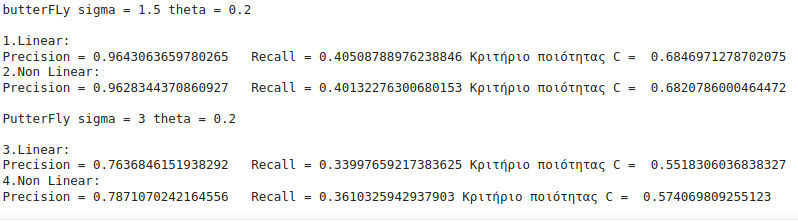 butterFLy sigma = 1.5 theta = 0.2
1.Linear:
Precision = 0.9643063659780265 Recall = 0.40508788976238846 Κριτήριο ποιότητας C = 0.6846971278702075
2.Non Linear:
Precision = 0.9628344370860927 Recall = 0.40132276300680153 Κριτήριο ποιότητας C = 0.6820786000464472
PutterFly sigma = 3 theta = 0.2
3.Linear:
Precision = 0.7636846151938292 Recall = 0.33997659217383625 Κριτήριο ποιότητας C = 0.5518306036838327
4.Non Linear:
Precision = 0.7871070242164556 Recall = 0.3610325942937903 Κριτήριο ποιότητας C = 0.574069809255123